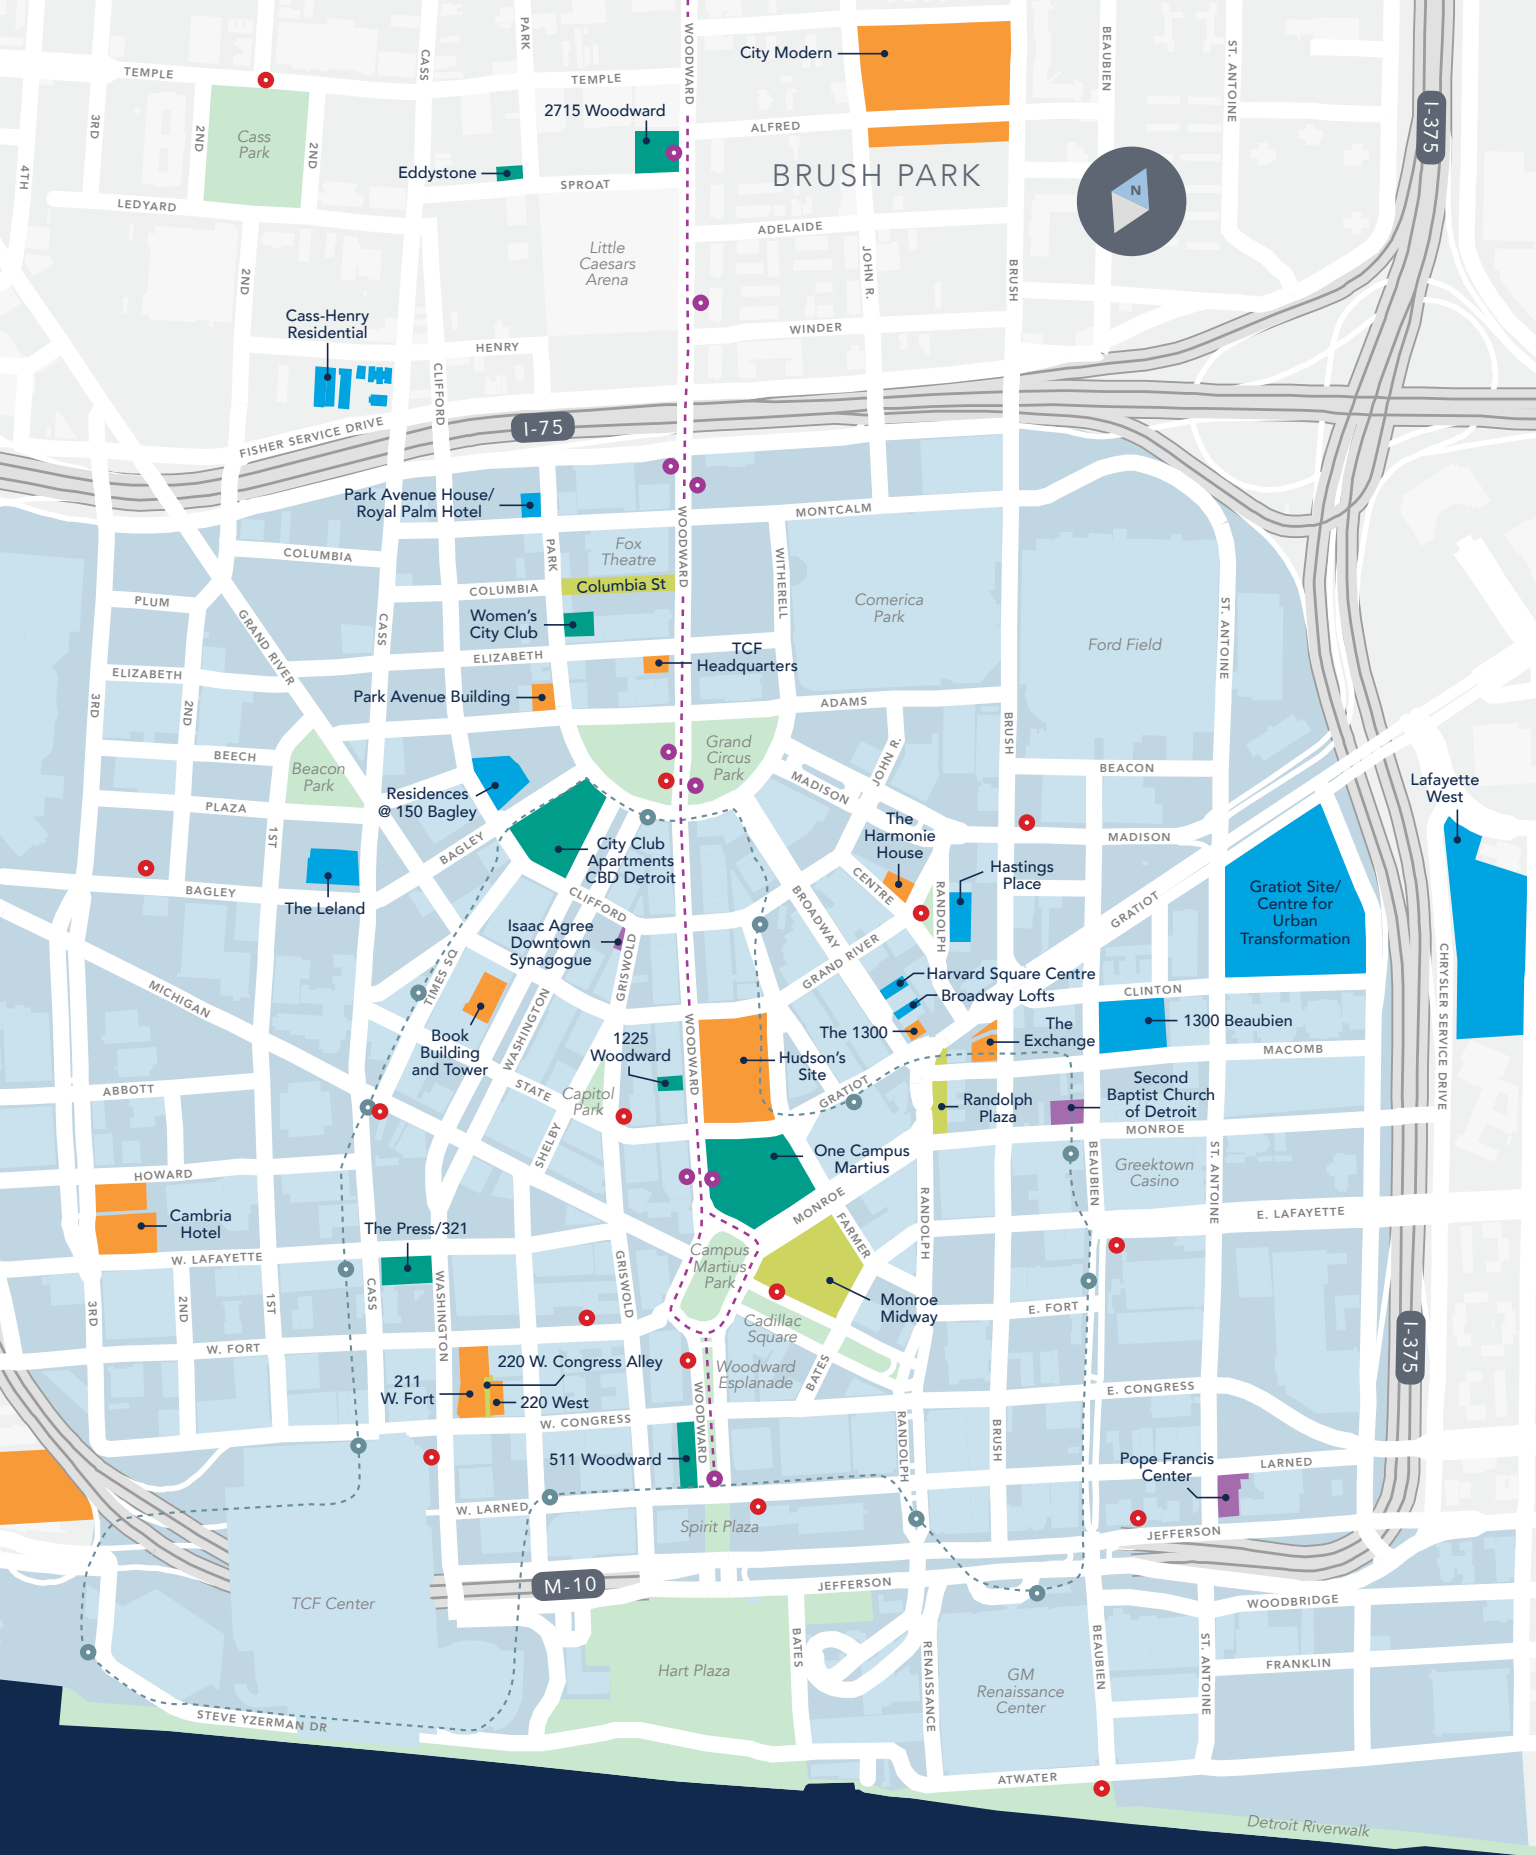 City Modern
PARK
WOODWARD
CASS
BEAUBIEN
ST. ANTOINE
TEMPLE
TEMPLE
2715 Woodward
I-375
3RD
2ND
Cass
Park
2ND
ALFRED
4TH
Eddystone
SPROAT
BRUSH PARK
N
LEDYARD
ADELAIDE
Little
Caesars
Arena
2ND
JOHN R.
BRUSH
Cass-Henry
Residential
WINDER
HENRY
CLIFFORD
FISHER SERVICE DRIVE
I-75
Park Avenue House/
Royal Palm Hotel
MONTCALM
WOODWARD
COLUMBIA
PARK
Fox
Theatre
WITHERELL
COLUMBIA
Columbia St
PLUM
Comerica
Park
GRAND RIVER
CASS
Women's
City Club
ST. ANTOINE
Ford Field
ELIZABETH
TCF
Headquarters
ELIZABETH
Park Avenue Building
ADAMS
3RD
2ND
BRUSH
BEECH
Grand
Circus
Park
JOHN R.
Beacon
Park
BEACON
MADISON
Residences
@ 150 Bagley
Lafayette
West
PLAZA
1ST
BAGLEY
City Club
Apartments
CBD Detroit
The
Harmonie
House
MADISON
Hastings
Place
BAGLEY
The Leland
CLIFFORD
CENTRE
RANDOLPH
BROADWAY
GRATIOT
Gratiot Site/
Centre for
Urban
Transformation
Isaac Agree
Downtown
Synagogue
GRISWOLD
GRAND RIVER
TIMES SQ
Harvard Square Centre
Broadway Lofts
MICHIGAN
CLINTON
CHRYSLER SERVICE DRIVE
WASHINGTON
Book
Building
and Tower
1225
Woodward
WOODWARD
The 1300
The
Exchange
1300 Beaubien
MACOMB
Hudson's
Site
ABBOTT
STATE
Capitol
Park
GRATIOT
Randolph
Plaza
Second
Baptist Church
of Detroit
MONROE
SHELBY
One Campus
Martius
BEAUBIEN
ST. ANTOINE
Greektown
Casino
HOWARD
MONROE
RANDOLPH
FARMER
Cambria
Hotel
The Press/321
E. LAFAYETTE
W. LAFAYETTE
Campus
Martius
Park
GRISWOLD
3RD
2ND
1ST
CASS
WASHINGTON
Monroe
Midway
E. FORT
Cadillac
Square
W. FORT
I-375
220 W. Congress Alley
Woodward
Esplanade
BATES
211
W. Fort
220 West
E. CONGRESS
WOODWARD
W. CONGRESS
RANDOLPH
BRUSH
511 Woodward
Pope Francis
Center
LARNED
W. LARNED
Spirit Plaza
JEFFERSON
M-10
JEFFERSON
TCF Center
WOODBRIDGE
BATES
RENAISSANCE
BEAUBIEN
ST. ANTOINE
FRANKLIN
Hart Plaza
GM
Renaissance
Center
STEVE YZERMAN DR
ATWATER
Detroit Riverwalk